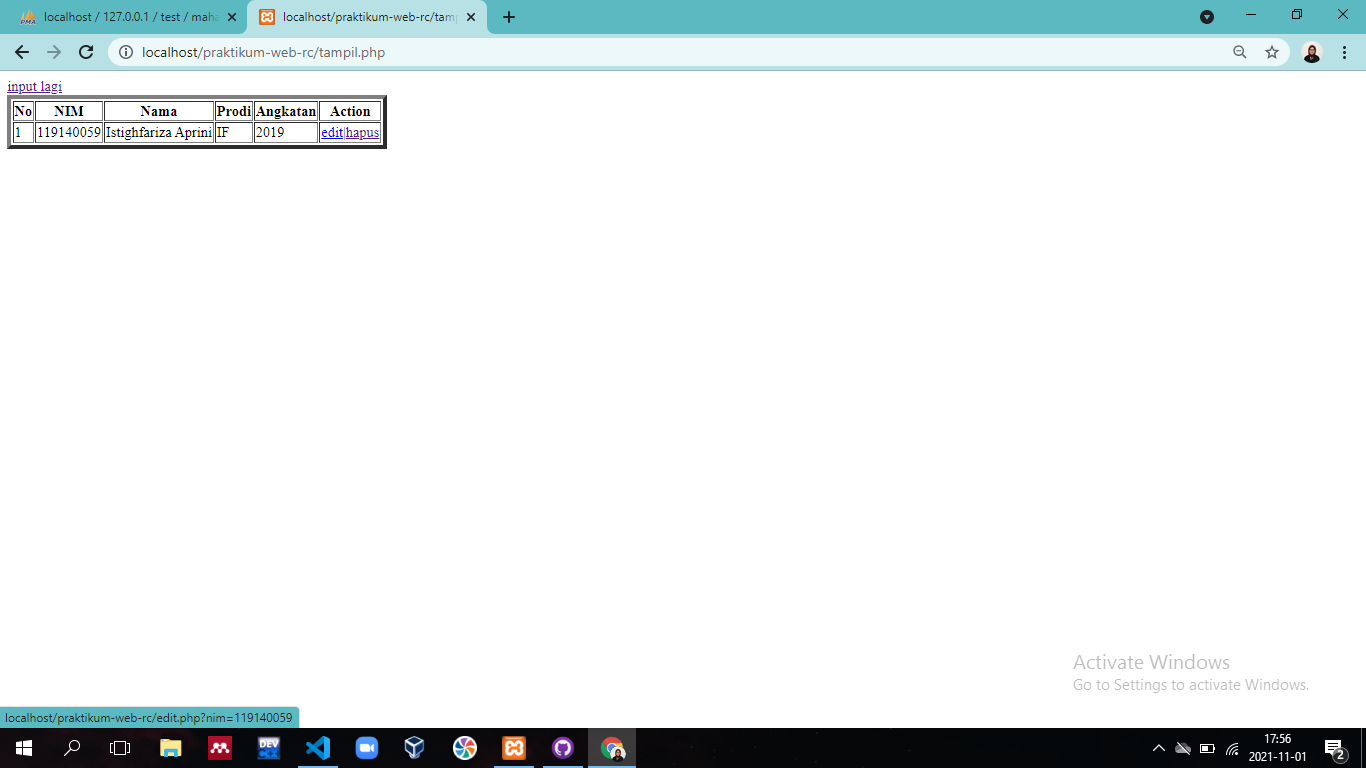 localhost / 127.0.0.1 / test / maha
localhost/praktikum-web-rc/tamp
localhost/praktikum-web-rc/tampil.php
input lagi
No NIM Nama Prodi Angkatan Action
1 119140059 Istighfariza Aprini IF 2019 edit|hapus
Activate Windows
Go to Settings to activate Windows.
localhost/praktikum-web-rc/edit.php?nim=119140059
DEV
C++
17:56
2021-11-01
2